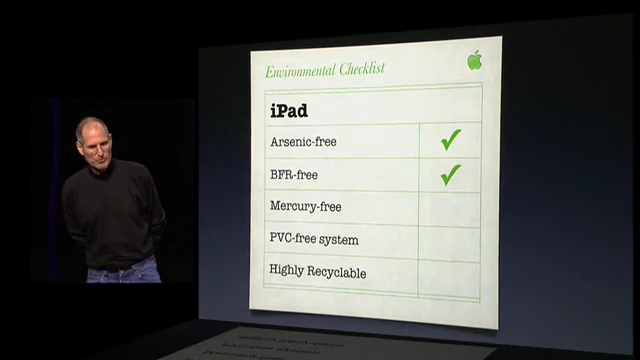 Environmental Checklist
iPad
Arsenic-free
BFR-free
Mercury-free
PVC-free system
Highly Recyclable